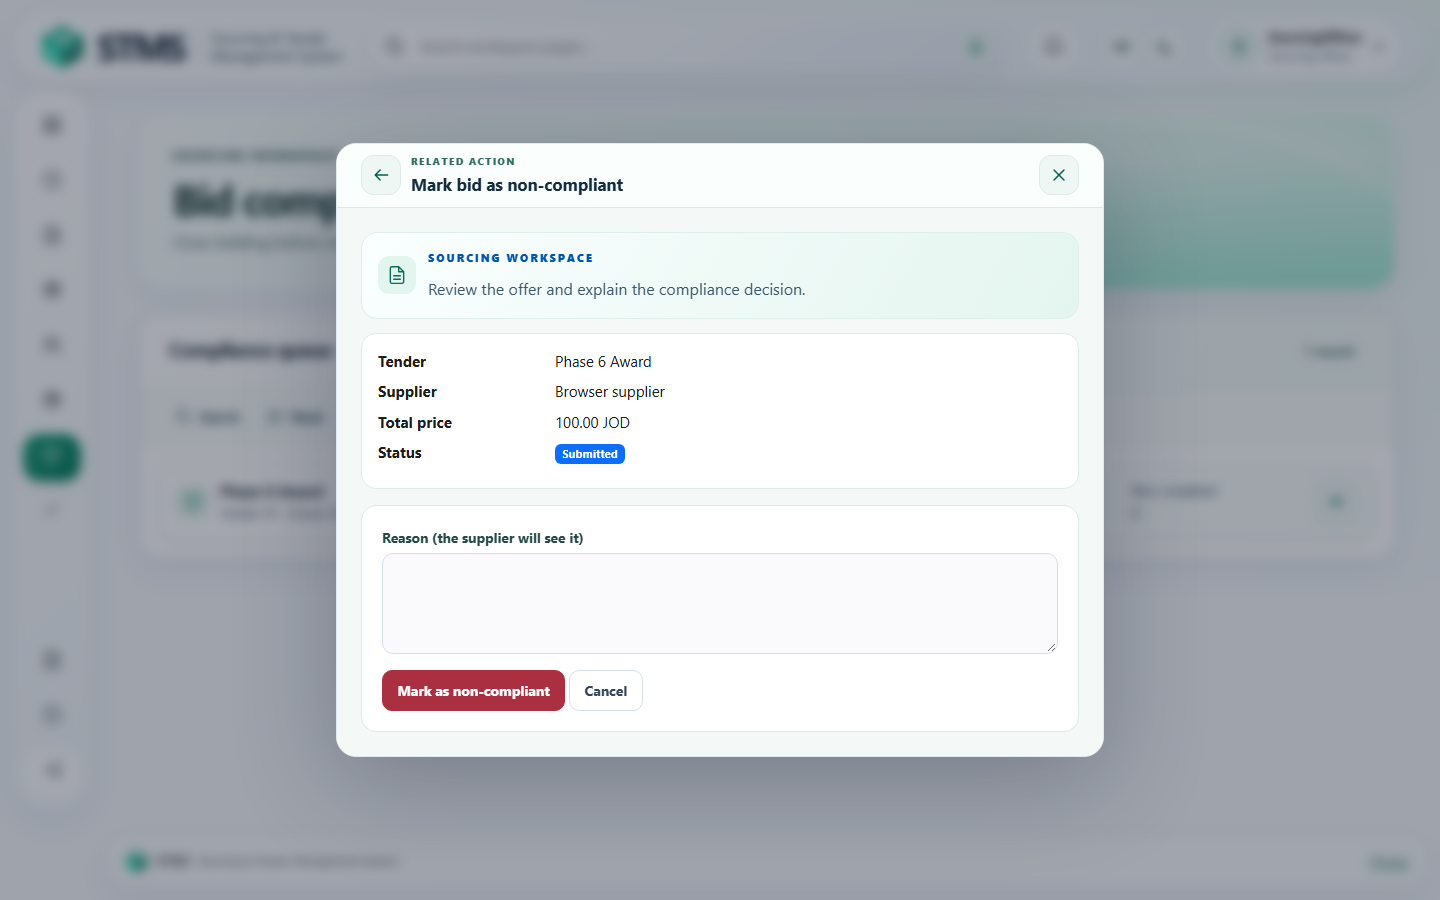 STMS
RELATED ACTION
Mark bid as non-compliant
SOURCING WORKSPACE
Review the offer and explain the compliance decision.
Tender Phase 6 Award
Supplier Browser supplier
Total price 100.00 JOD
Status Submitted
Reason (the supplier will see it)
Mark as non-compliant Cancel